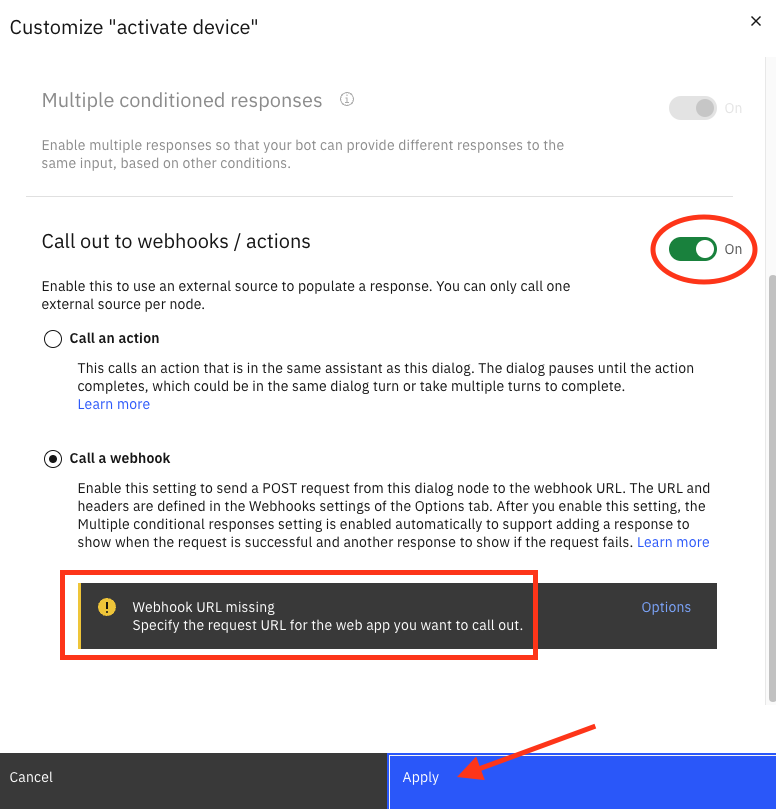 Customize "activate device"
Multiple conditioned responses
On
Enable multiple responses so that your bot can provide different responses to the
same input, based on other conditions.
Call out to webhooks / actions
On
Enable this to use an external source to populate a response. You can only call one
external source per node.
Call an action
This calls an action that is in the same assistant as this dialog. The dialog pauses until the action
completes, which could be in the same dialog turn or take multiple turns to complete.
Learn more
Call a webhook
Enable this setting to send a POST request from this dialog node to the webhook URL. The URL and
headers are defined in the Webhooks settings of the Options tab. After you enable this setting, the
Multiple conditional responses setting is enabled automatically to support adding a response to
show when the request is successful and another response to show if the request fails. Learn more
Webhook URL missing
Options
Specify the request URL for the web app you want to call out.
Cancel
Apply